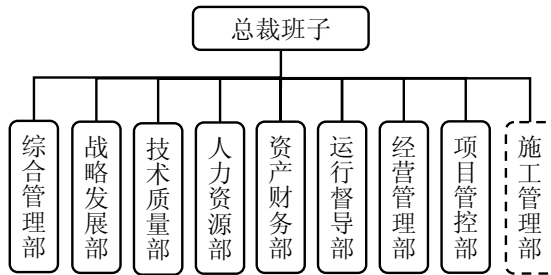 总裁班子
综合管理部
战略发展部
技术质量部
人力资源部
资产财务部
运行督导部
经营管理部
项目管控部
施工管理部